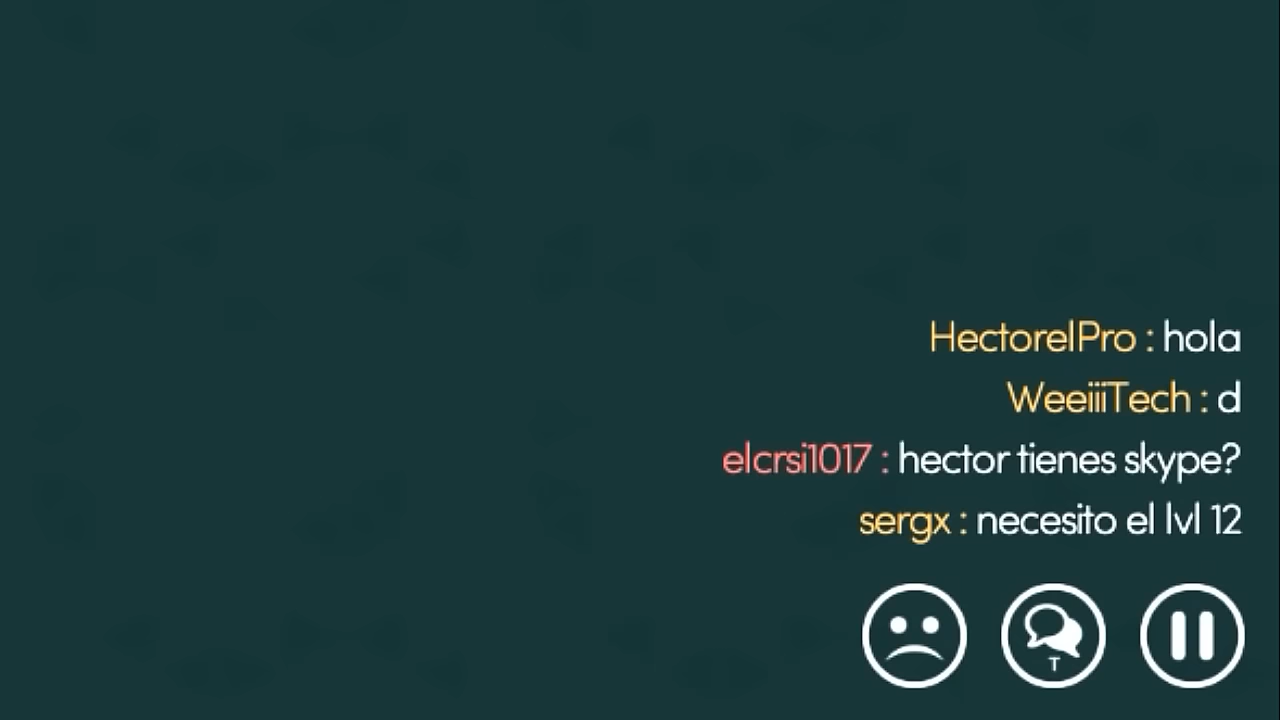 HectorelPro : hola
WeeiiiTech : d
elcrsi1017 : hector tienes skype?
sergx : necesito el lvl 12
T